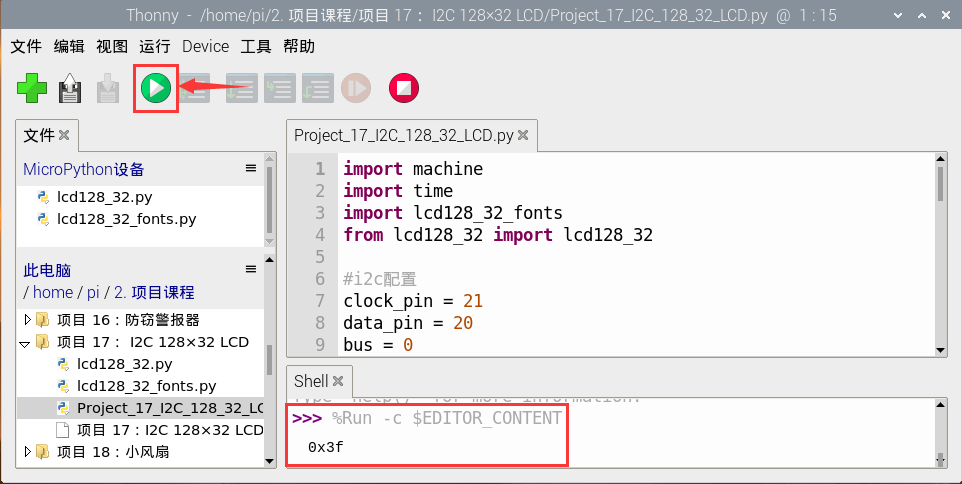 Thonny - /home/pi/2. 项目课程/项目 17： I2C 128×32 LCD/Project_17_I2C_128_32_LCD.py @ 1 : 15
文件 编辑 视图 运行 Device 工具 帮助
文件
MicroPython设备
lcd128_32.py
lcd128_32_fonts.py
此电脑
/ home / pi / 2. 项目课程
项目 16：防窃警报器
项目 17： I2C 128×32 LCD
lcd128_32.py
lcd128_32_fonts.py
Project_17_I2C_128_32_LC
项目 17：I2C 128×32 LCD
项目 18：小风扇
Project_17_I2C_128_32_LCD.py
1 import machine
2 import time
3 import lcd128_32_fonts
4 from lcd128_32 import lcd128_32
5
6 #i2c配置
7 clock_pin = 21
8 data_pin = 20
9 bus = 0
Shell
Type "help()" for more information.
>>> %Run -c $EDITOR_CONTENT
0x3f